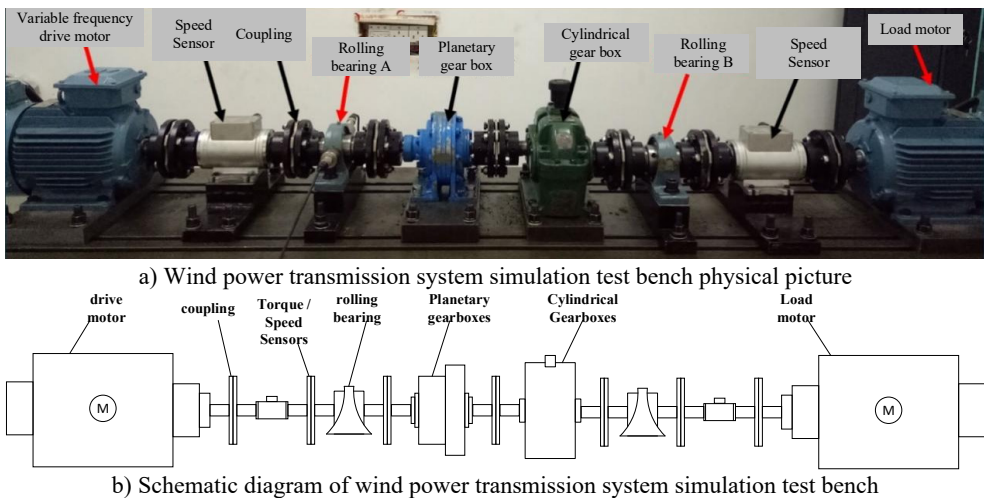 Variable frequency
drive motor
Speed
Sensor
Coupling
Rolling
bearing A
Planetary
gear box
Cylindrical
gear box
Rolling
bearing B
Speed
Sensor
Load motor
a) Wind power transmission system simulation test bench physical picture
drive
motor
coupling
Torque /
Speed
Sensors
rolling
bearing
Planetary
gearboxes
Cylindrical
Gearboxes
Load
motor
M
M
b) Schematic diagram of wind power transmission system simulation test bench